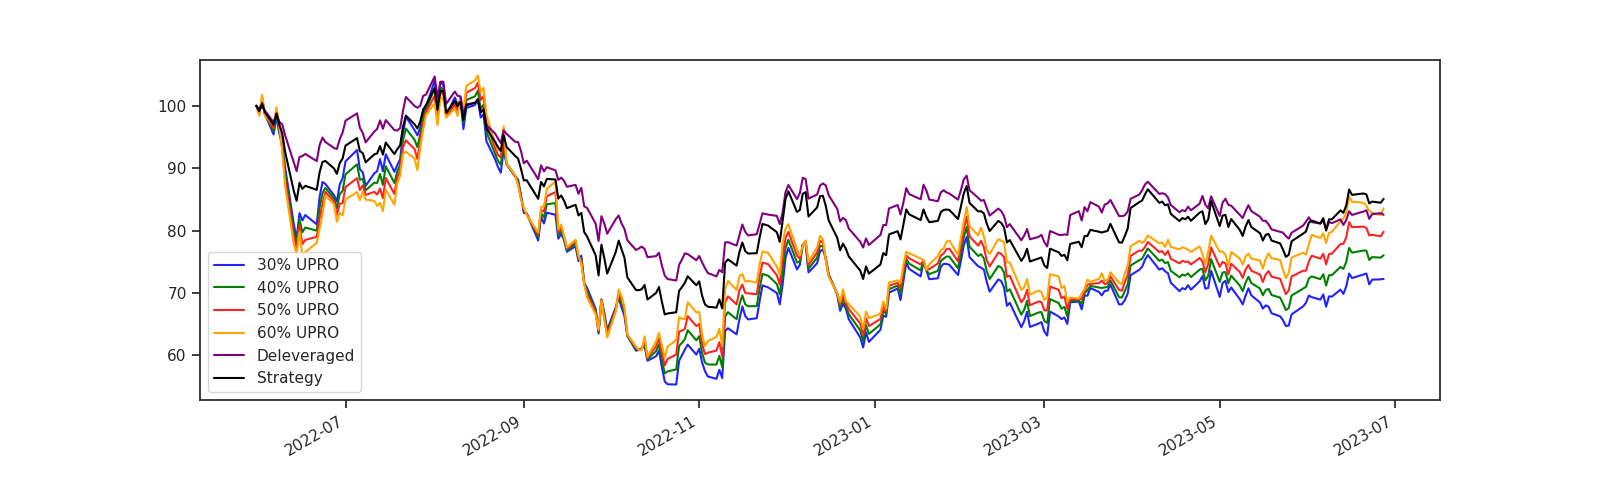 100
90
80
70
60
30% UPRO
40% UPRO
50% UPRO
60% UPRO
Deleveraged
Strategy
2022-07
2022-09
2022-11
2023-01
2023-03
2023-05
2023-07